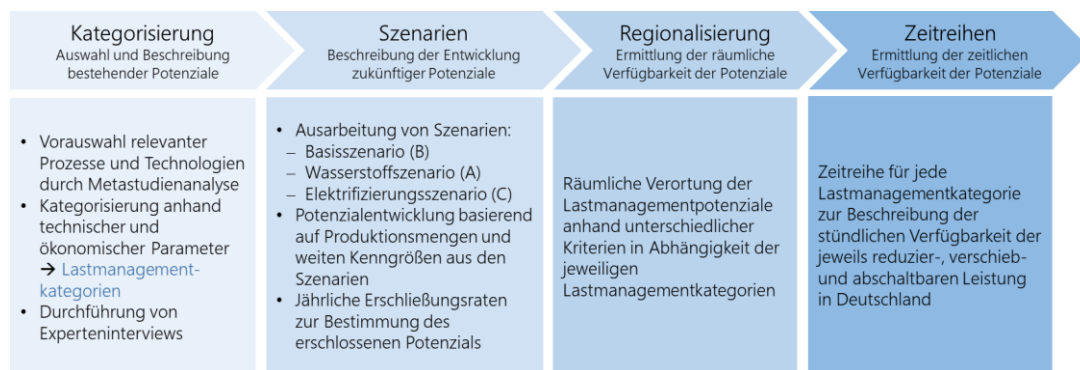 Kategorisierung
Auswahl und Beschreibung
bestehender Potenziale
Szenarien
Beschreibung der Entwicklung
zukünftiger Potenziale
Regionalisierung
Ermittlung der räumliche
Verfügbarkeit der Potenziale
Zeitreihen
Ermittlung der zeitlichen
Verfügbarkeit der Potenziale
• Vorauswahl relevanter
Prozesse und Technologien
durch Metastudienanalyse
• Kategorisierung anhand
technischer und
ökonomischer Parameter
→ Lastmanagement-
kategorien
• Durchführung von
Experteninterviews
• Ausarbeitung von Szenarien:
– Basisszenario (B)
– Wasserstoffszenario (A)
– Elektrifizierungsszenario (C)
• Potenzialentwicklung basierend
auf Produktionsmengen und
weiten Kenngrößen aus den
Szenarien
• Jährliche Erschließungsraten
zur Bestimmung des
erschlossenen Potenzials
Räumliche Verortung der
Lastmanagementpotenziale
anhand unterschiedlicher
Kriterien in Abhängigkeit der
jeweiligen
Lastmanagementkategorien
Zeitreihe für jede
Lastmanagementkategorie
zur Beschreibung der
stündlichen Verfügbarkeit der
jeweils reduzier-, verschieb-
und abschaltbaren Leistung
in Deutschland